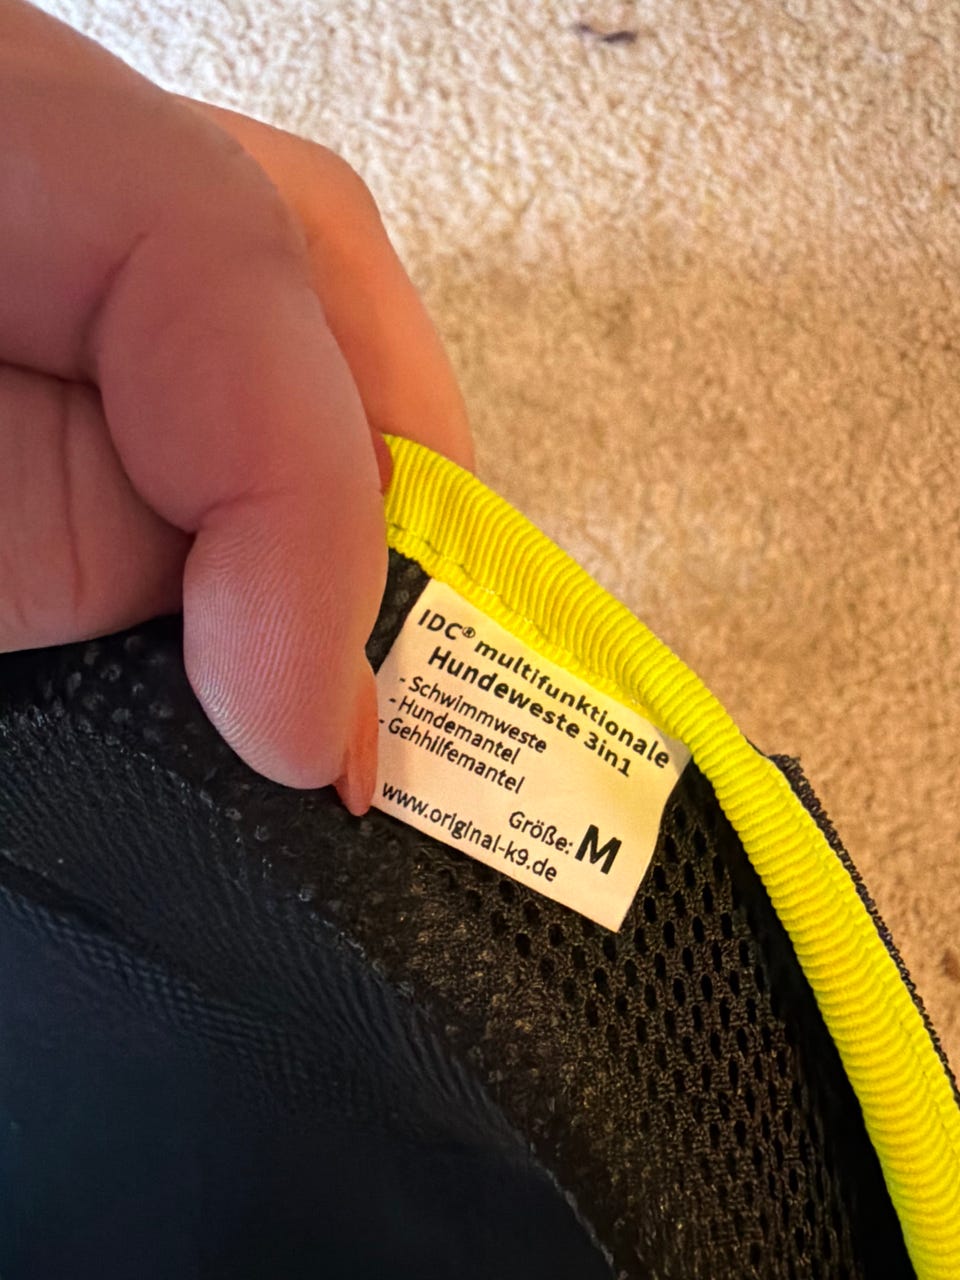 IDC® multifunktionale
Hundeweste 3in1
- Schwimmweste
- Hundemantel
- Gehhilfemantel
Größe: M
www.original-k9.de